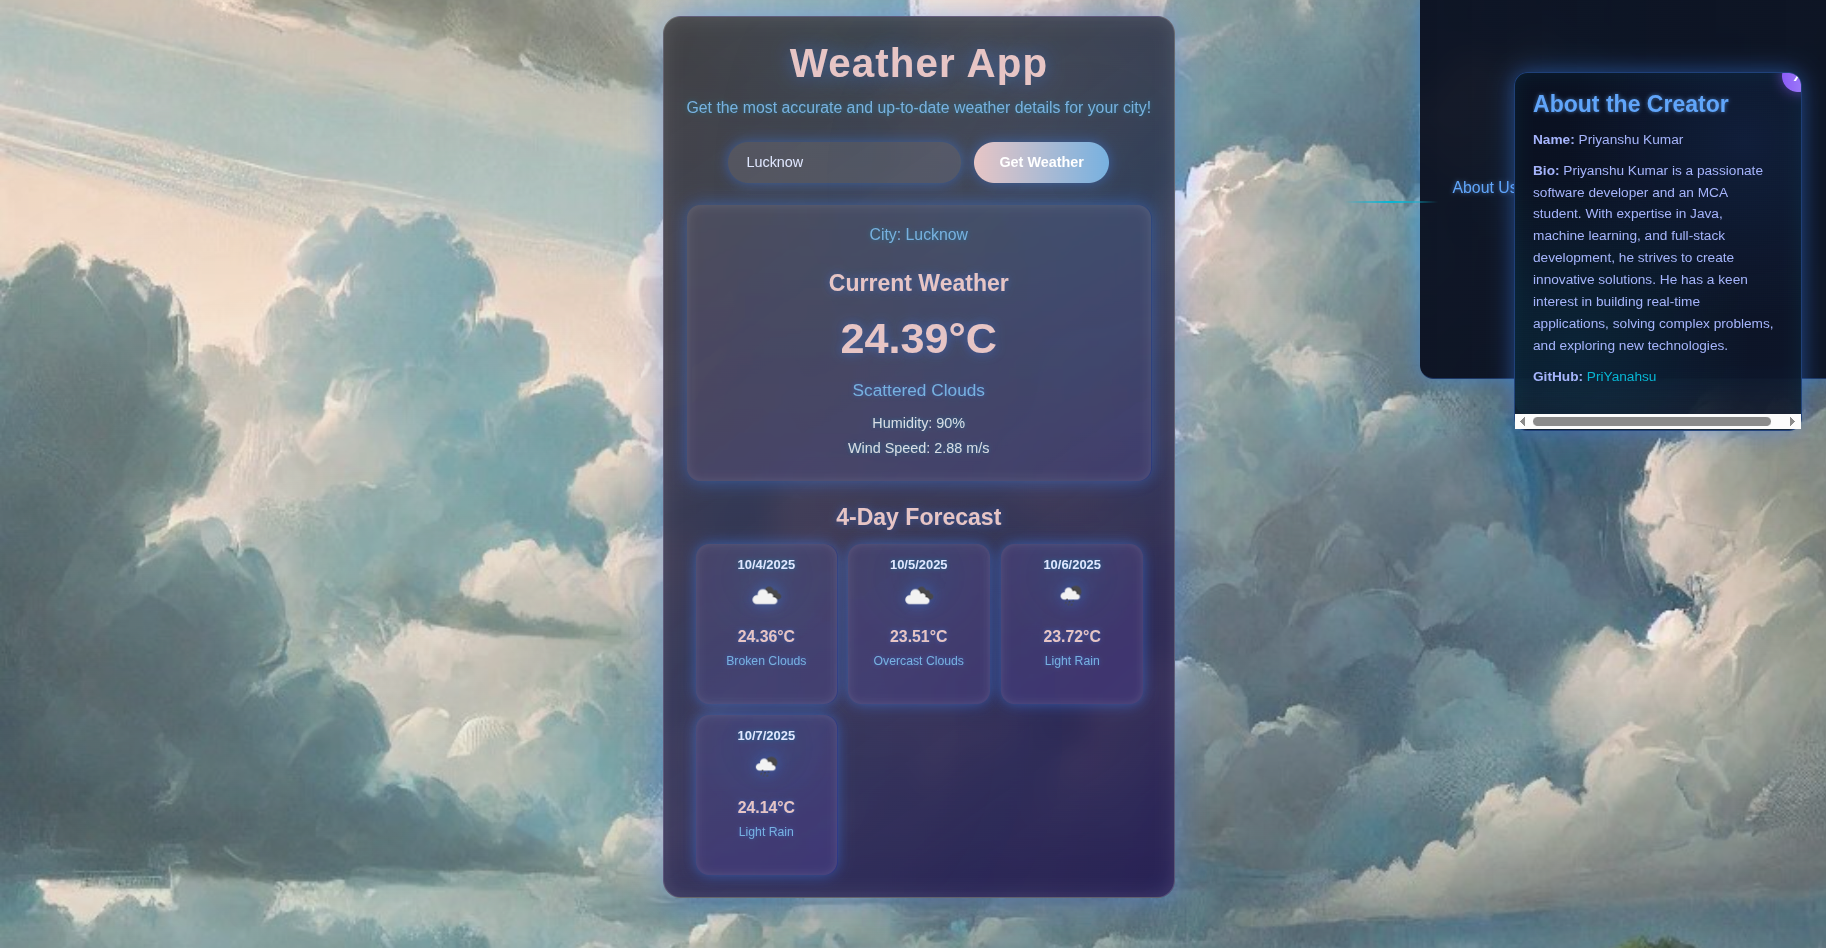 Weather App
Get the most accurate and up-to-date weather details for your city!
Lucknow
Get Weather
City: Lucknow
Current Weather
24.39°C
Scattered Clouds
Humidity: 90%
Wind Speed: 2.88 m/s
4-Day Forecast
10/4/2025
24.36°C
Broken Clouds
10/5/2025
23.51°C
Overcast Clouds
10/6/2025
23.72°C
Light Rain
10/7/2025
24.14°C
Light Rain
About Us
About the Creator
Name: Priyanshu Kumar
Bio: Priyanshu Kumar is a passionate
software developer and an MCA
student. With expertise in Java,
machine learning, and full-stack
development, he strives to create
innovative solutions. He has a keen
interest in building real-time
applications, solving complex problems,
and exploring new technologies.
GitHub: PriYanahsu